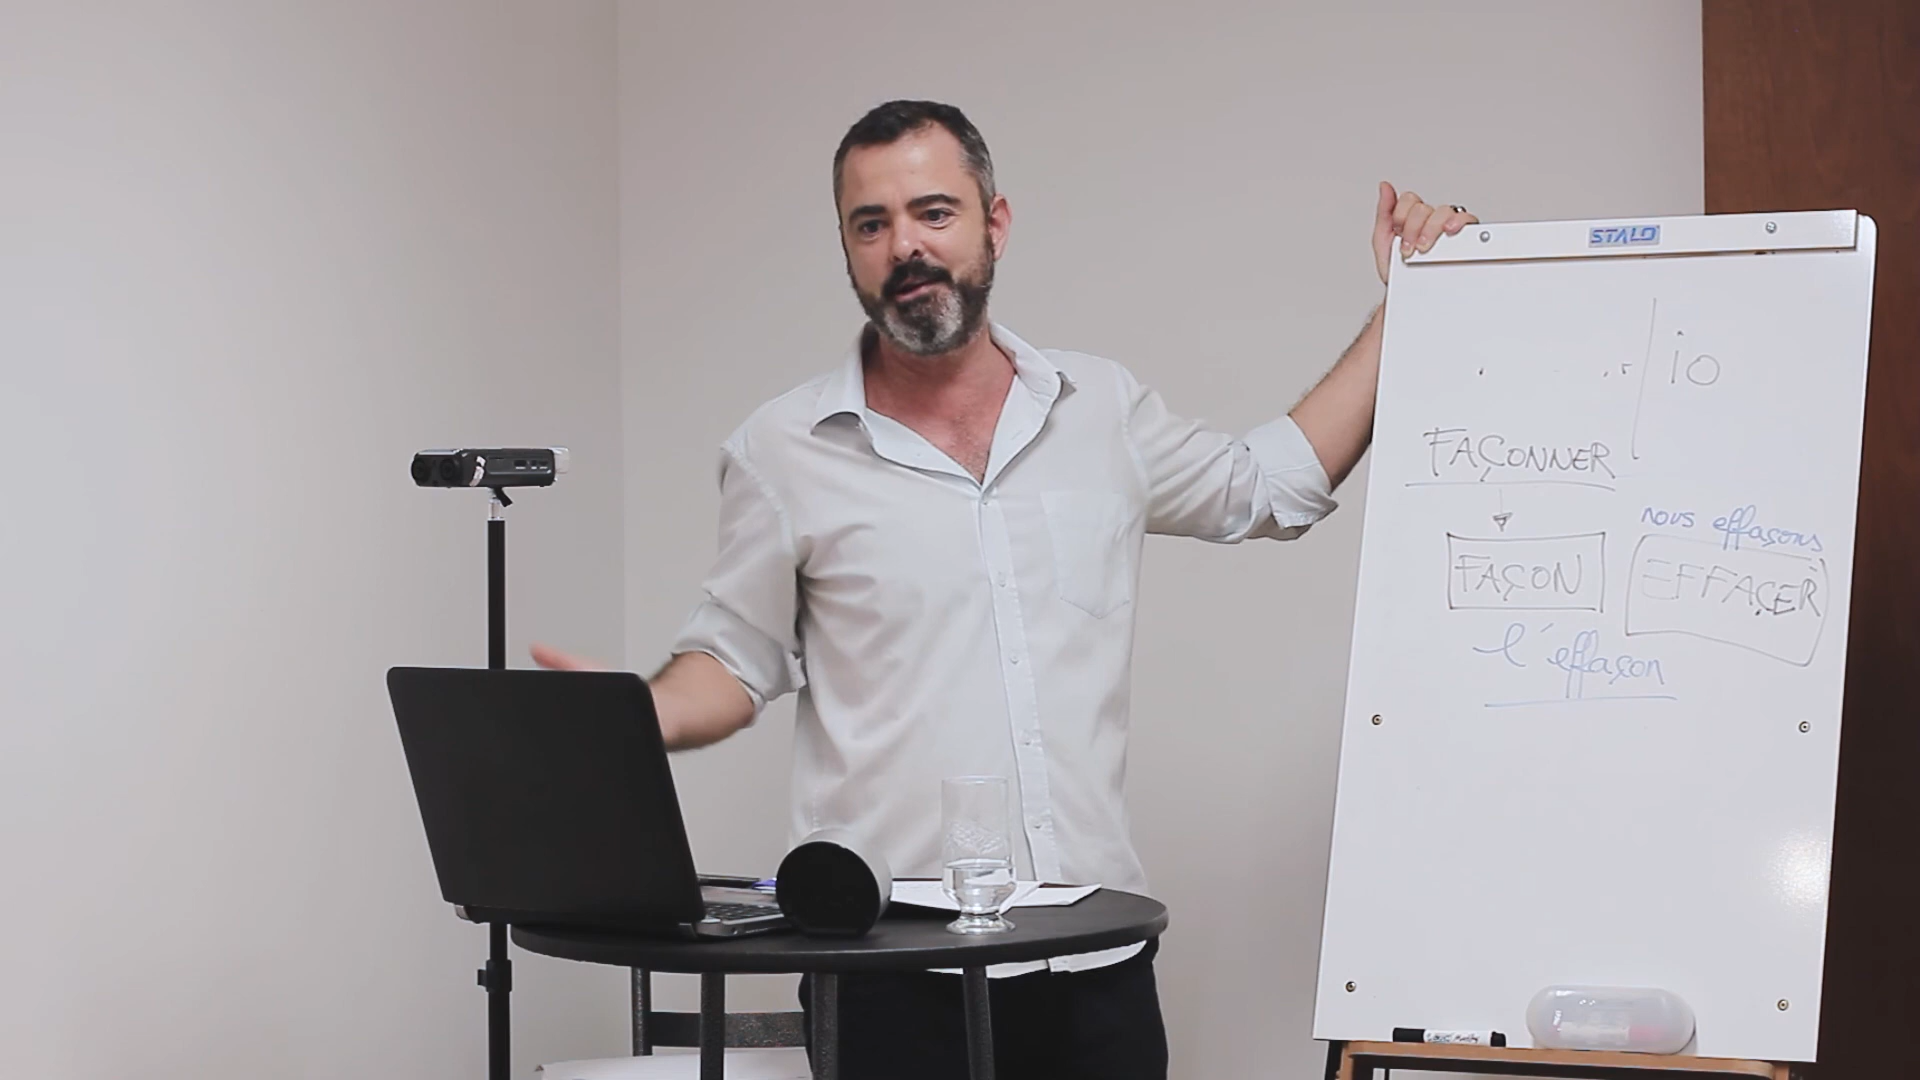 STALO
io
FAÇONNER
nous effaçons
FAÇON
EFFAÇER
l'effaçon